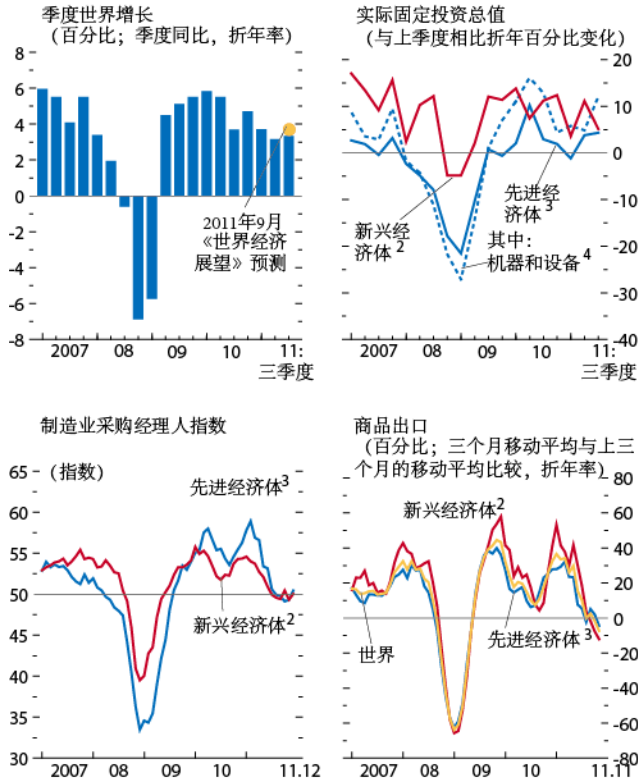 季度世界增长
(百分比；季度同比，折年率)
8
6
4
2
0
-2
-4
-6
-8
2011年9月
《世界经济
展望》预测
2007
08
09
10
11:
三季度
实际固定投资总值
(与上季度相比折年百分比变化)
20
10
0
-10
-20
-30
-40
新兴经
济体2
先进经
济体3
其中：
机器和设备4
2007
08
09
10
11:
三季度
制造业采购经理人指数
(指数)
65
60
55
50
45
40
35
30
先进经济体3
新兴经济体2
2007
08
09
10
11.12
商品出口
(百分比；三个月移动平均与上三
个月的移动平均比较，折年率)
80
60
40
20
0
-20
-40
-60
-80
新兴经济体2
先进经济体3
世界
2007
08
09
10
11.11